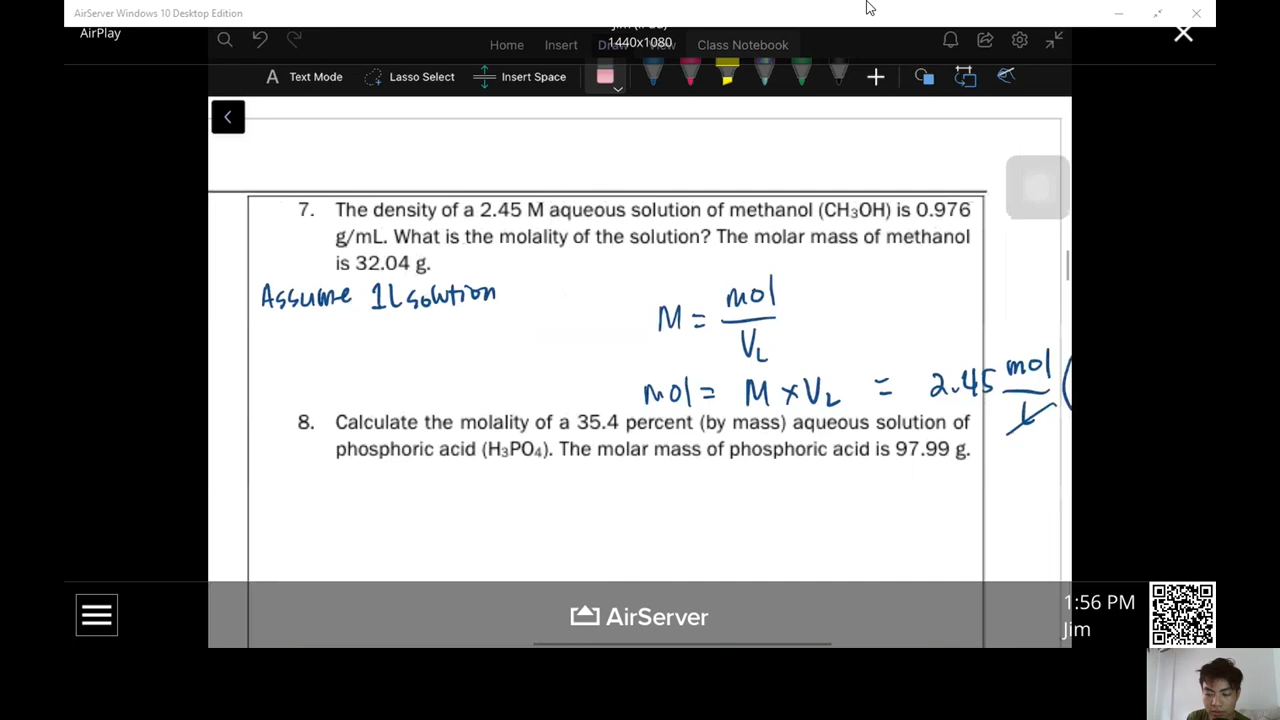 AirServer Windows 10 Desktop Edition
AirPlay
1440x1080
Home Insert Draw View Class Notebook
Text Mode Lasso Select Insert Space
7. The density of a 2.45 M aqueous solution of methanol (CH₃OH) is 0.976
g/mL. What is the molality of the solution? The molar mass of methanol
is 32.04 g.
Assume 1L solution
M = mol / V_L
mol = M x V_L = 2.45 mol / L (
8. Calculate the molality of a 35.4 percent (by mass) aqueous solution of
phosphoric acid (H₃PO₄). The molar mass of phosphoric acid is 97.99 g.
AirServer
1:56 PM
Jim